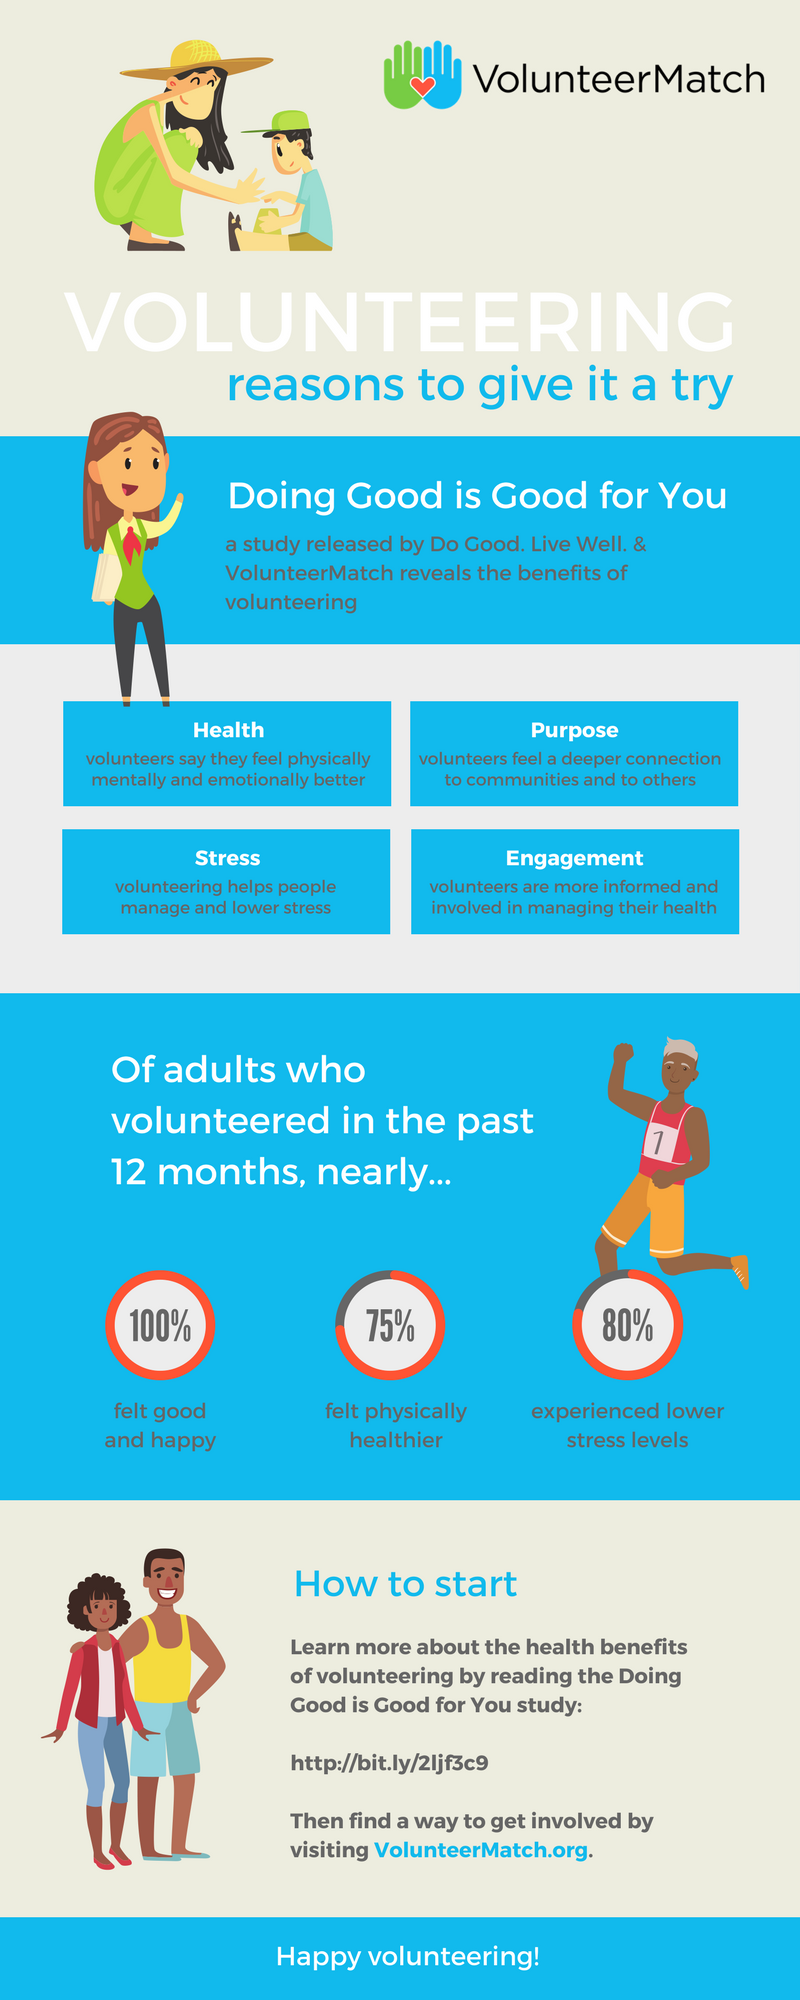 VolunteerMatch
VOLUNTEERING
reasons to give it a try
Doing Good is Good for You
a study released by Do Good. Live Well. &
VolunteerMatch reveals the benefits of
volunteering
Health
volunteers say they feel physically
mentally and emotionally better
Purpose
volunteers feel a deeper connection
to communities and to others
Stress
volunteering helps people
manage and lower stress
Engagement
volunteers are more informed and
involved in managing their health
Of adults who
volunteered in the past
12 months, nearly...
1
100%
felt good
and happy
75%
felt physically
healthier
80%
experienced lower
stress levels
How to start
Learn more about the health benefits
of volunteering by reading the Doing
Good is Good for You study:
http://bit.ly/2ljf3c9
Then find a way to get involved by
visiting VolunteerMatch.org.
Happy volunteering!